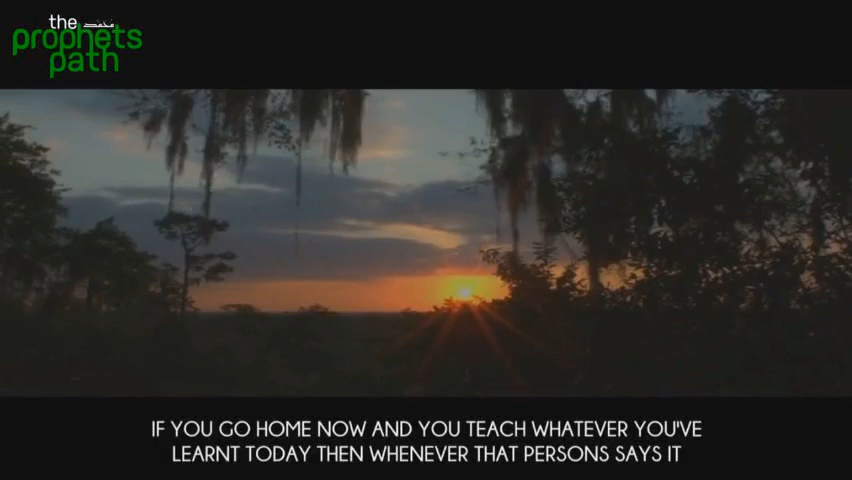 the
prophets
path
IF YOU GO HOME NOW AND YOU TEACH WHATEVER YOU'VE
LEARNT TODAY THEN WHENEVER THAT PERSONS SAYS IT